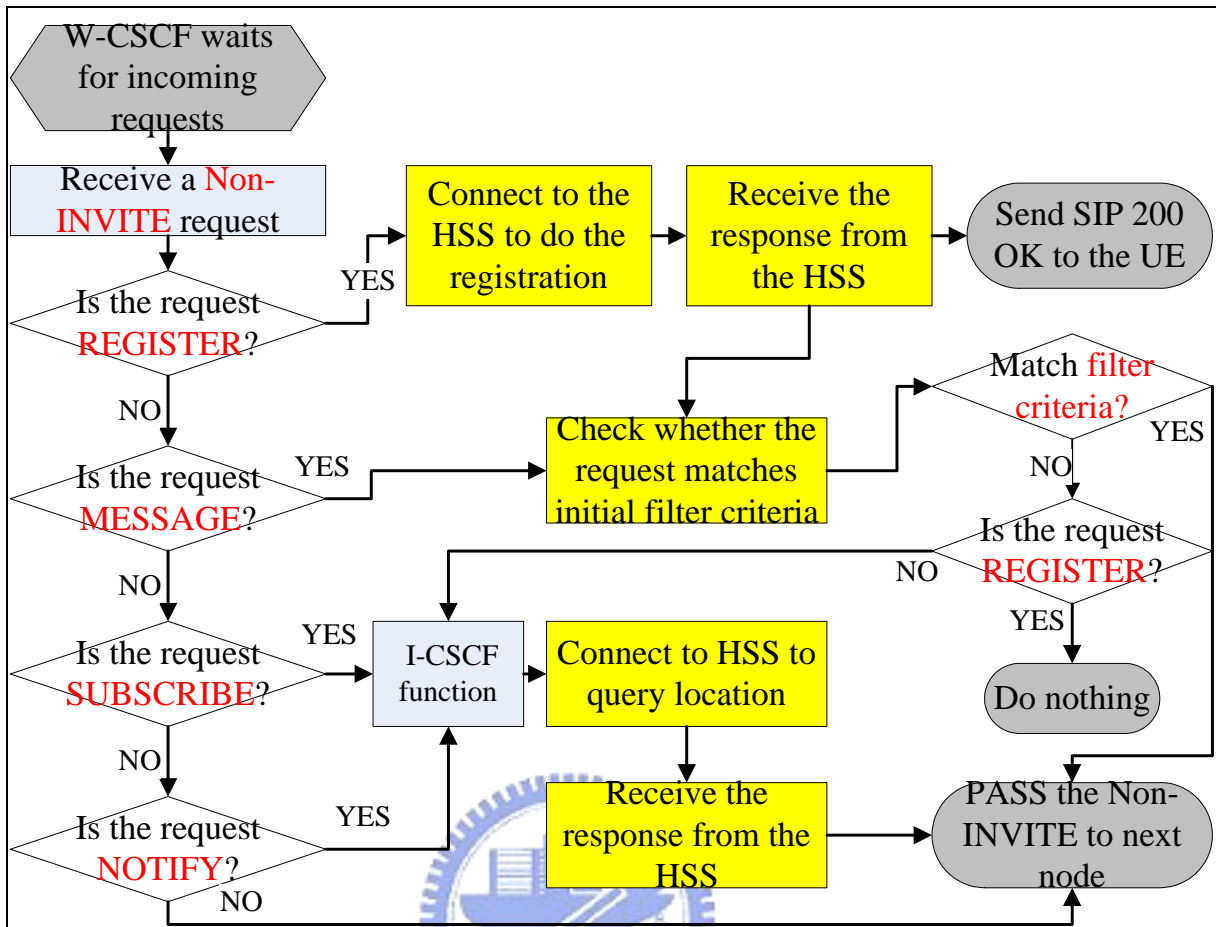 W-CSCF waits
for incoming
requests
Receive a Non-
INVITE request
Is the request
REGISTER?
YES
NO
Connect to the
HSS to do the
registration
Receive the
response from
the HSS
Send SIP 200
OK to the UE
Is the request
MESSAGE?
YES
NO
Check whether the
request matches
initial filter criteria
Match filter
criteria?
YES
NO
Is the request
REGISTER?
NO
YES
Do nothing
Is the request
SUBSCRIBE?
YES
NO
I-CSCF
function
Connect to HSS to
query location
Is the request
NOTIFY?
YES
NO
Receive the
response from the
HSS
PASS the Non-
INVITE to next
node